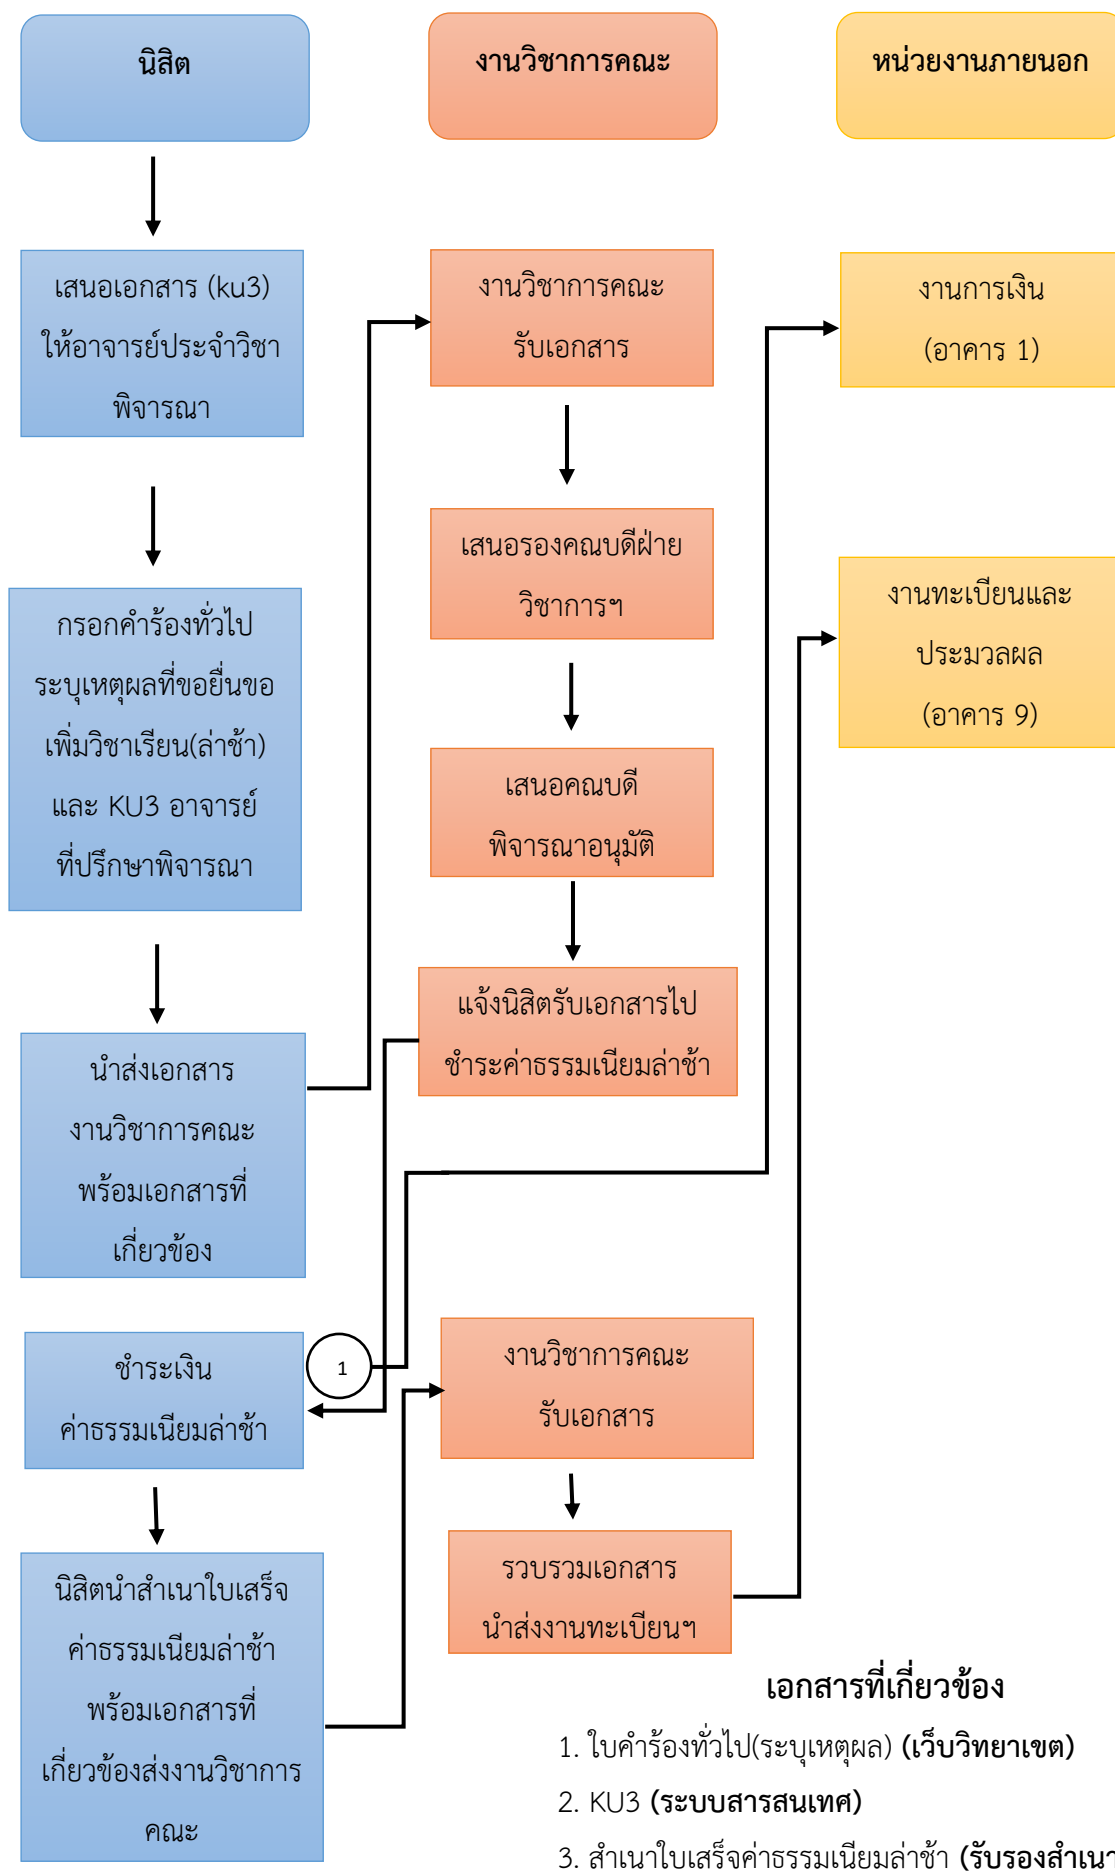 นิสิต
งานวิชาการคณะ
หน่วยงานภายนอก
เสนอเอกสาร (ku3)
ให้อาจารย์ประจำวิชา
พิจารณา
กรอกคำร้องทั่วไป
ระบุเหตุผลที่ขอยื่นขอ
เพิ่มวิชาเรียน(ล่าช้า)
และ KU3 อาจารย์
ที่ปรึกษาพิจารณา
นำส่งเอกสาร
งานวิชาการคณะ
พร้อมเอกสารที่
เกี่ยวข้อง
ชำระเงิน
ค่าธรรมเนียมล่าช้า
1
นิสิตนำสำเนาใบเสร็จ
ค่าธรรมเนียมล่าช้า
พร้อมเอกสารที่
เกี่ยวข้องส่งงานวิชาการ
คณะ
งานวิชาการคณะ
รับเอกสาร
เสนอรองคณบดีฝ่าย
วิชาการฯ
เสนอคณบดี
พิจารณาอนุมัติ
แจ้งนิสิตรับเอกสารไป
ชำระค่าธรรมเนียมล่าช้า
งานวิชาการคณะ
รับเอกสาร
รวบรวมเอกสาร
นำส่งงานทะเบียนฯ
งานการเงิน
(อาคาร 1)
งานทะเบียนและ
ประมวลผล
(อาคาร 9)
เอกสารที่เกี่ยวข้อง
1. ใบคำร้องทั่วไป(ระบุเหตุผล) (เว็บวิทยาเขต)
2. KU3 (ระบบสารสนเทศ)
3. สำเนาใบเสร็จค่าธรรมเนียมล่าช้า (รับรองสำเนา